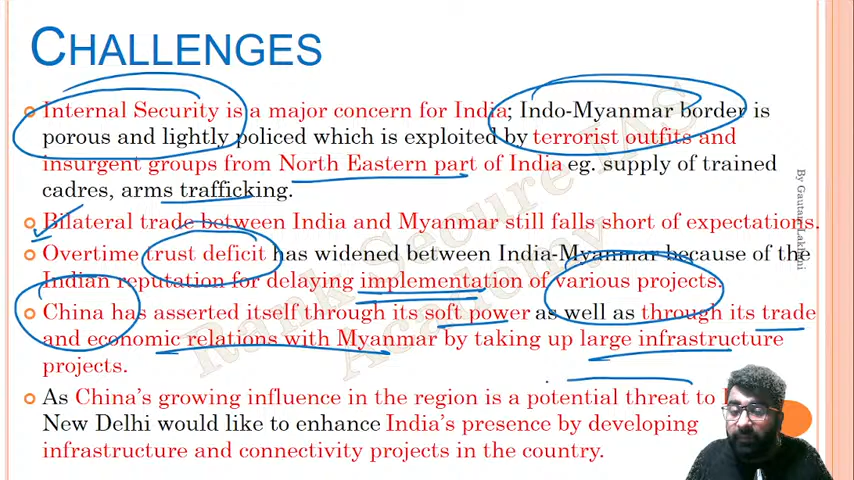 CHALLENGES
Internal Security is a major concern for India; Indo-Myanmar border is
porous and lightly policed which is exploited by terrorist outfits and
insurgent groups from North Eastern part of India eg. supply of trained
cadres, arms trafficking.
Bilateral trade between India and Myanmar still falls short of expectations.
Overtime trust deficit has widened between India-Myanmar because of the
Indian reputation for delaying implementation of various projects.
China has asserted itself through its soft power as well as through its trade
and economic relations with Myanmar by taking up large infrastructure
projects.
As China's growing influence in the region is a potential threat to
New Delhi would like to enhance India's presence by developing
infrastructure and connectivity projects in the country.
By Gautam Lakhmi
Rank Secure IAS
Academy